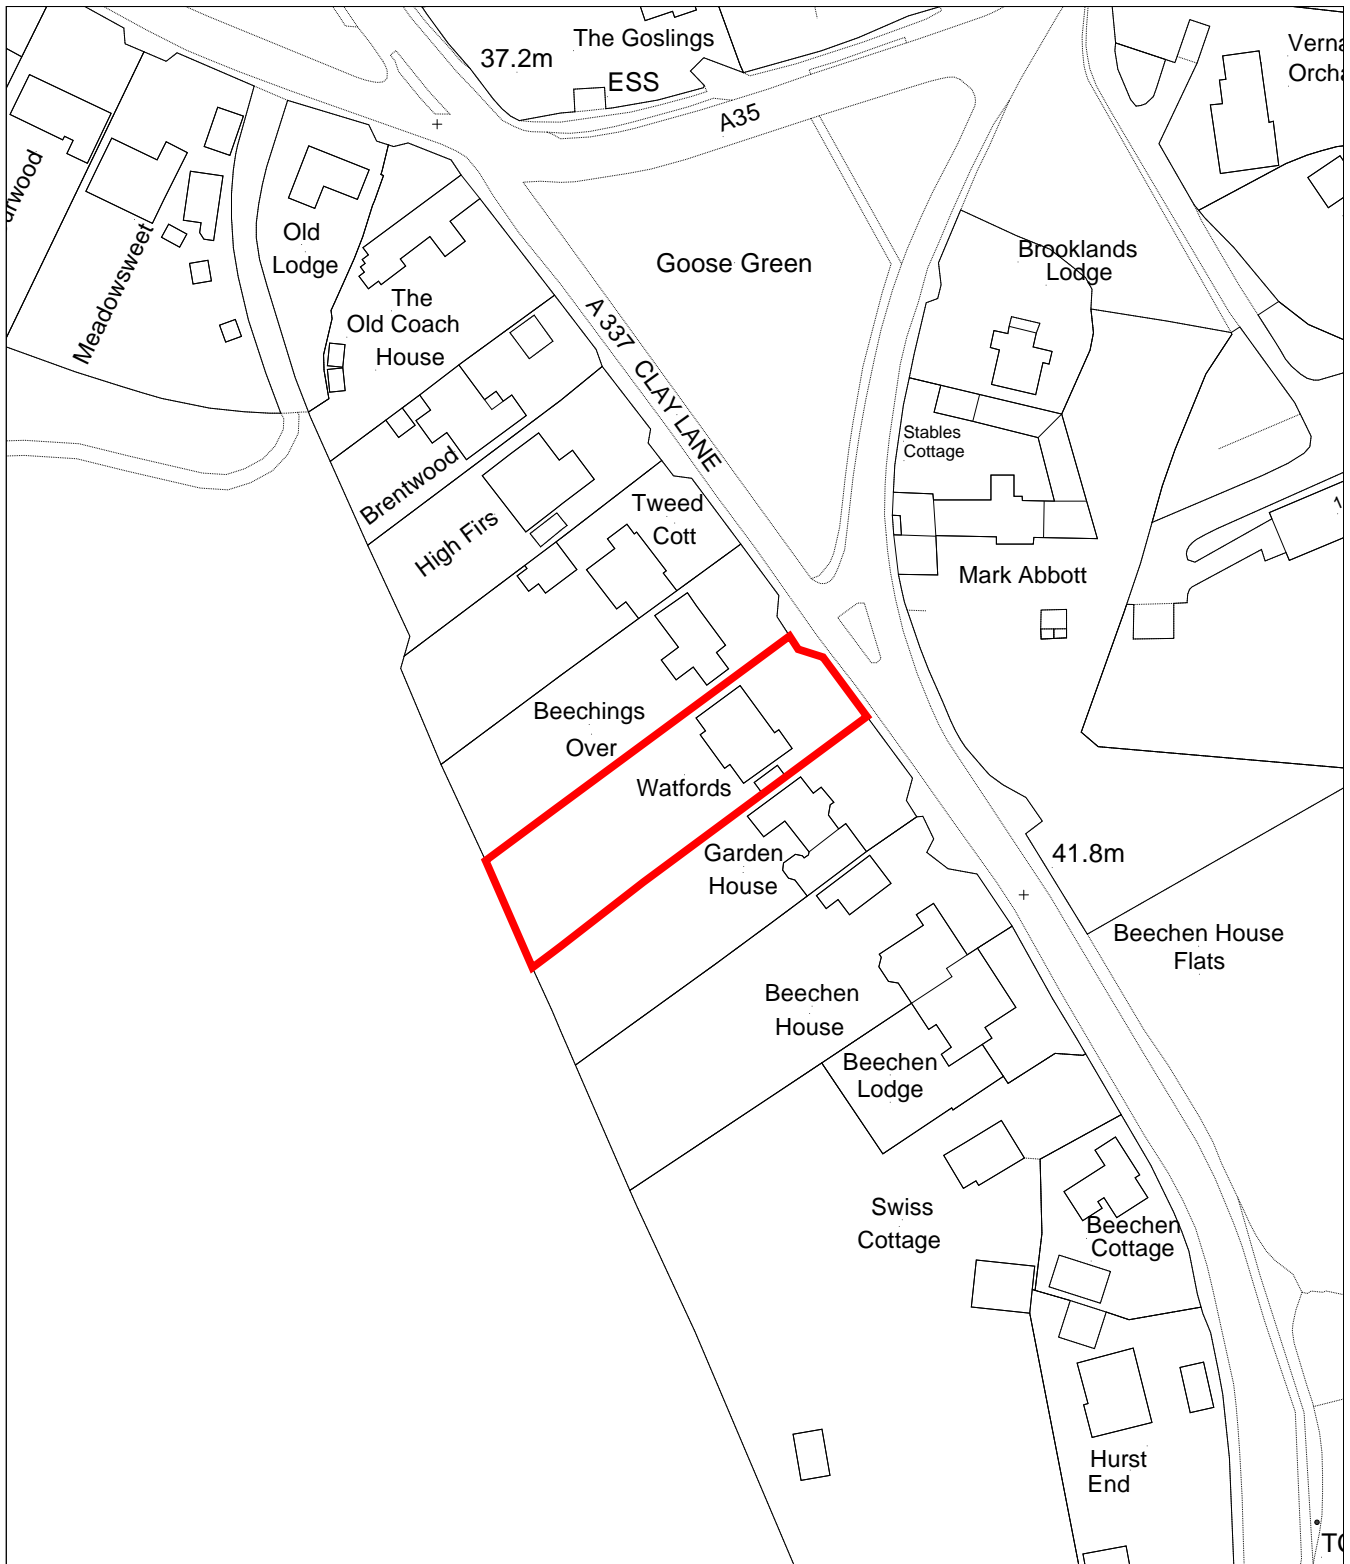 The Goslings
37.2m
ESS
A35
Meadowsweet
Old
Lodge
The
Old Coach
House
Goose Green
Brooklands
Lodge
A 337 CLAY LANE
Stables
Cottage
Brentwood
High Firs
Tweed
Cott
Mark Abbott
Beechings
Over
Watfords
Garden
House
41.8m
Beechen House
Flats
Beechen
House
Beechen
Lodge
Swiss
Cottage
Beechen
Cottage
Hurst
End